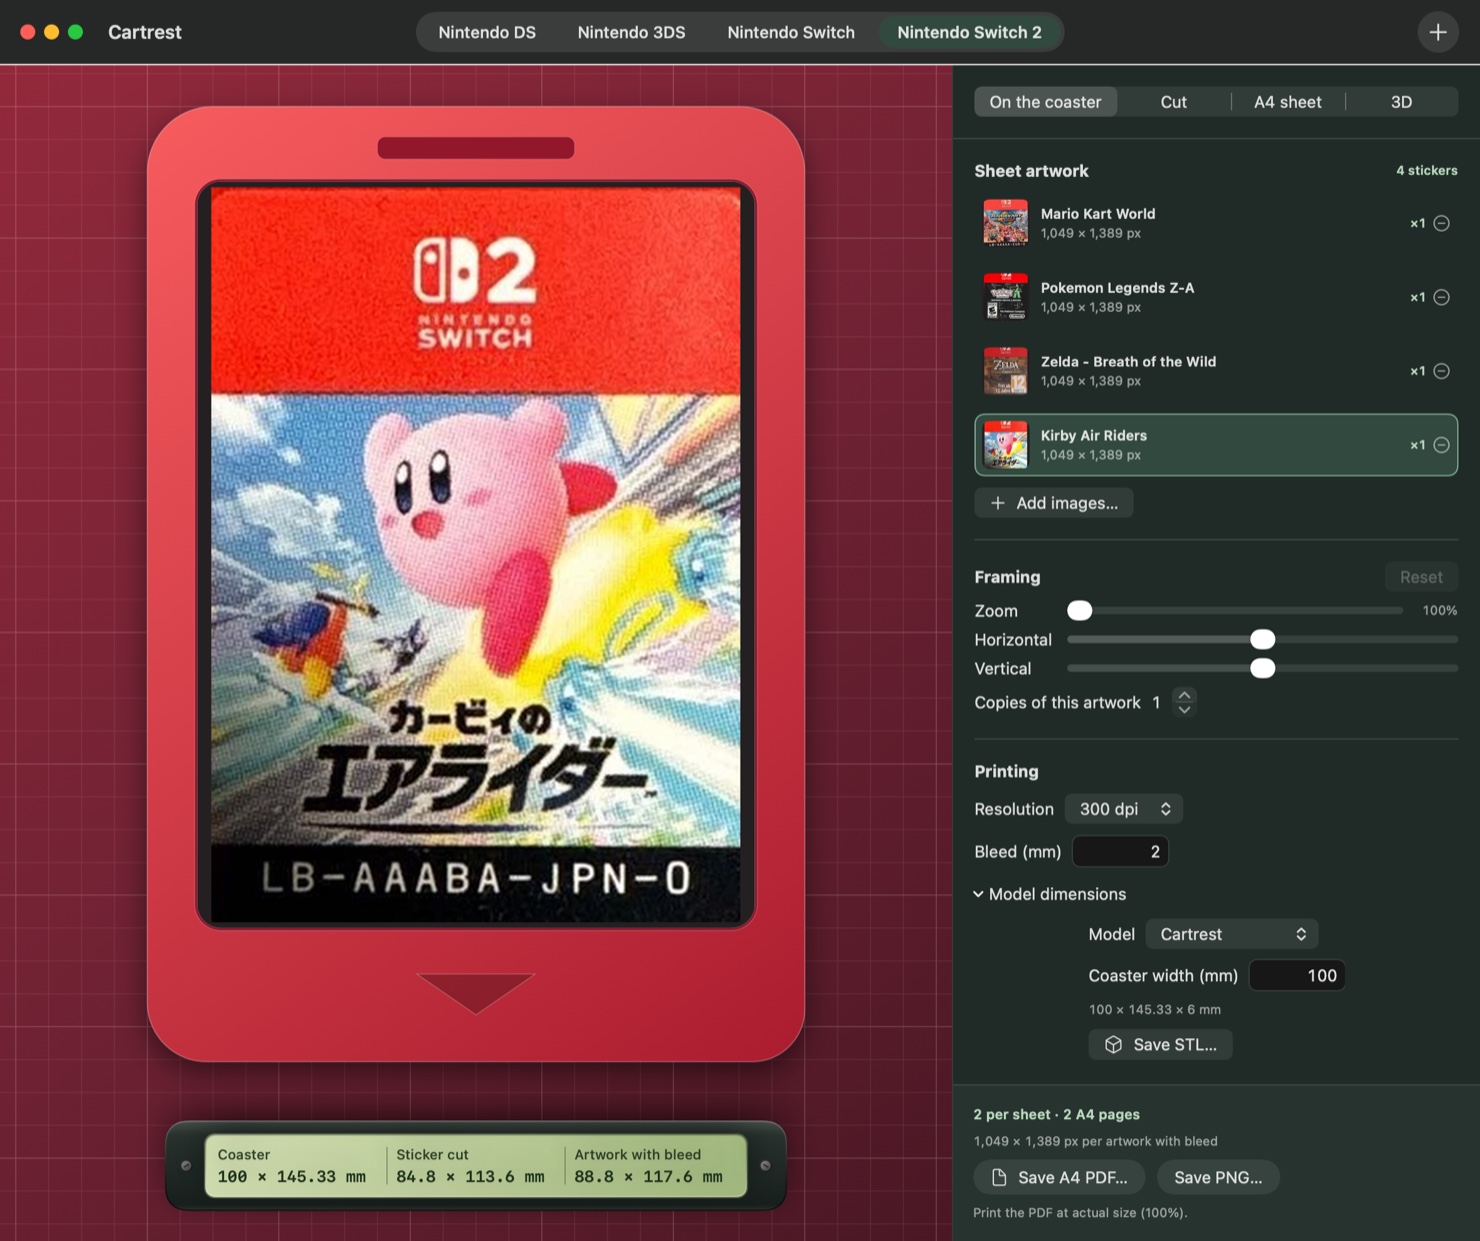 Cartrest
Nintendo DS
Nintendo 3DS
Nintendo Switch
Nintendo Switch 2
2
NINTENDO
SWITCH
カービィの
エアライダー
LB-AAABA-JPN-0
Coaster
100 × 145.33 mm
Sticker cut
84.8 × 113.6 mm
Artwork with bleed
88.8 × 117.6 mm
On the coaster
Cut
A4 sheet
3D
Sheet artwork
4 stickers
Mario Kart World
1,049 × 1,389 px
×1
Pokemon Legends Z-A
1,049 × 1,389 px
×1
Zelda - Breath of the Wild
1,049 × 1,389 px
×1
Kirby Air Riders
1,049 × 1,389 px
×1
Add images...
Framing
Reset
Zoom
100%
Horizontal
Vertical
Copies of this artwork 1
Printing
Resolution 300 dpi
Bleed (mm) 2
Model dimensions
Model Cartrest
Coaster width (mm) 100
100 × 145.33 × 6 mm
Save STL...
2 per sheet · 2 A4 pages
1,049 × 1,389 px per artwork with bleed
Save A4 PDF...
Save PNG...
Print the PDF at actual size (100%).